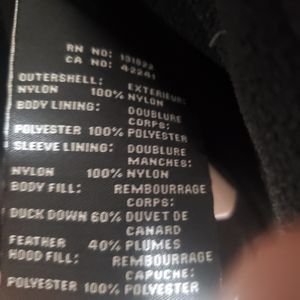 RN NO: 131822
CA NO: 42241
OUTERSHELL: EXTERIEUR:
NYLON 100% NYLON
BODY LINING: DOUBLURE
CORPS:
POLYESTER 100% POLYESTER
SLEEVE LINING: DOUBLURE
MANCHES:
NYLON 100% NYLON
BODY FILL: REMBOURRAGE
CORPS:
DUCK DOWN 60% DUVET DE
CANARD
FEATHER 40% PLUMES
HOOD FILL: REMBOURRAGE
CAPUCHE:
POLYESTER 100% POLYESTER